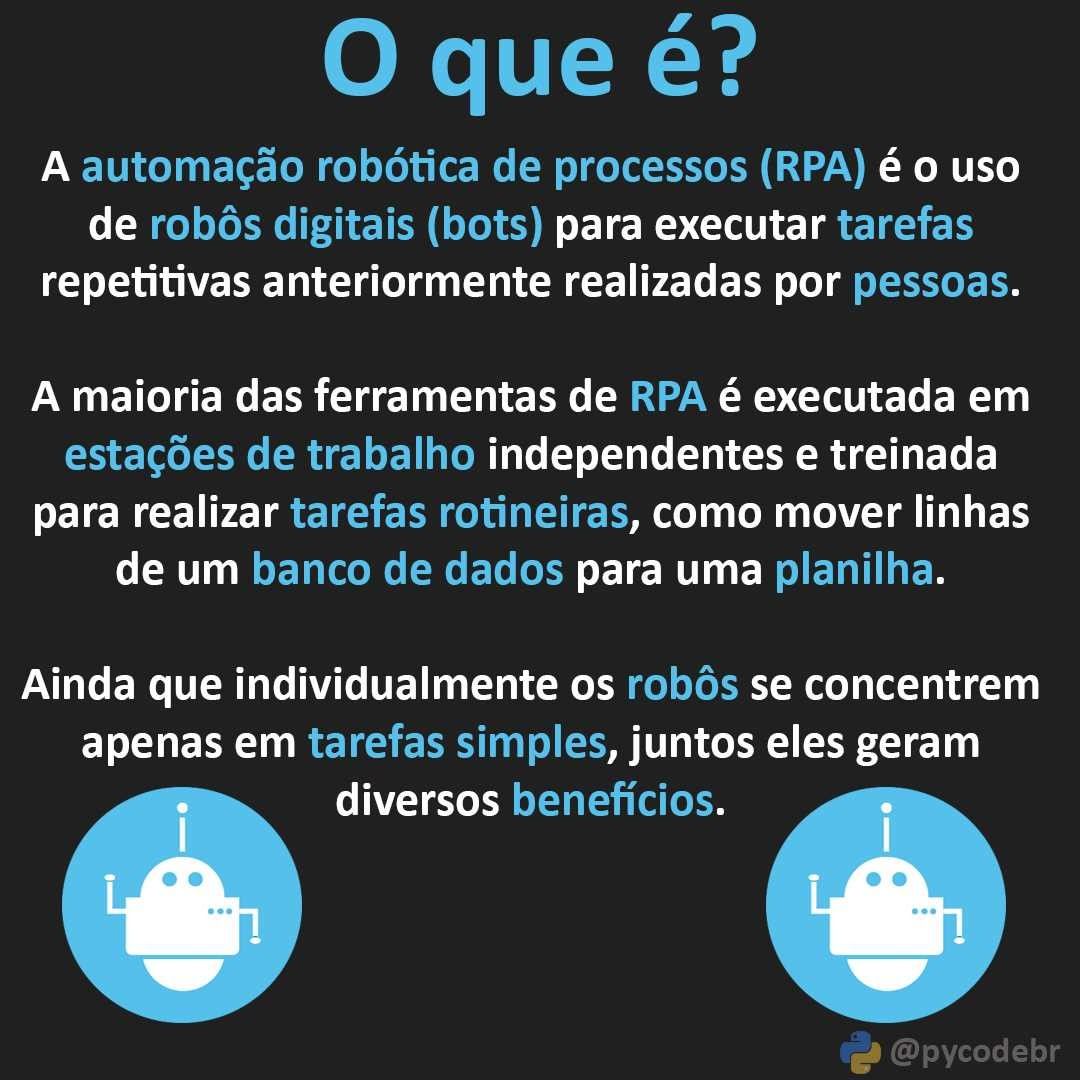 O que é?
A automação robótica de processos (RPA) é o uso
de robôs digitais (bots) para executar tarefas
repetitivas anteriormente realizadas por pessoas.
A maioria das ferramentas de RPA é executada em
estações de trabalho independentes e treinada
para realizar tarefas rotineiras, como mover linhas
de um banco de dados para uma planilha.
Ainda que individualmente os robôs se concentrem
apenas em tarefas simples, juntos eles geram
diversos benefícios.
@pycodebr